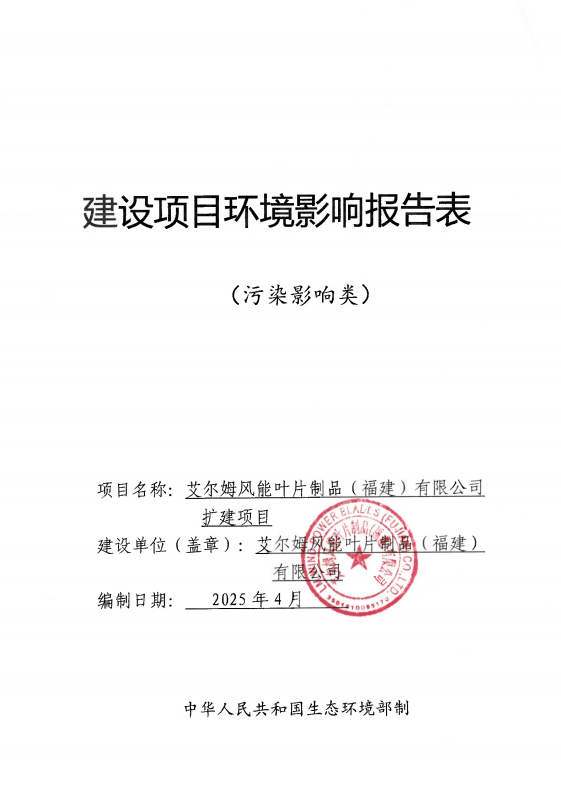 建设项目环境影响报告表
（污染影响类）
项目名称：艾尔姆风能叶片制品（福建）有限公司
扩建项目
建设单位（盖章）：艾尔姆风能叶片制品（福建）
有限公司
编制日期：2025年4月
中华人民共和国生态环境部制